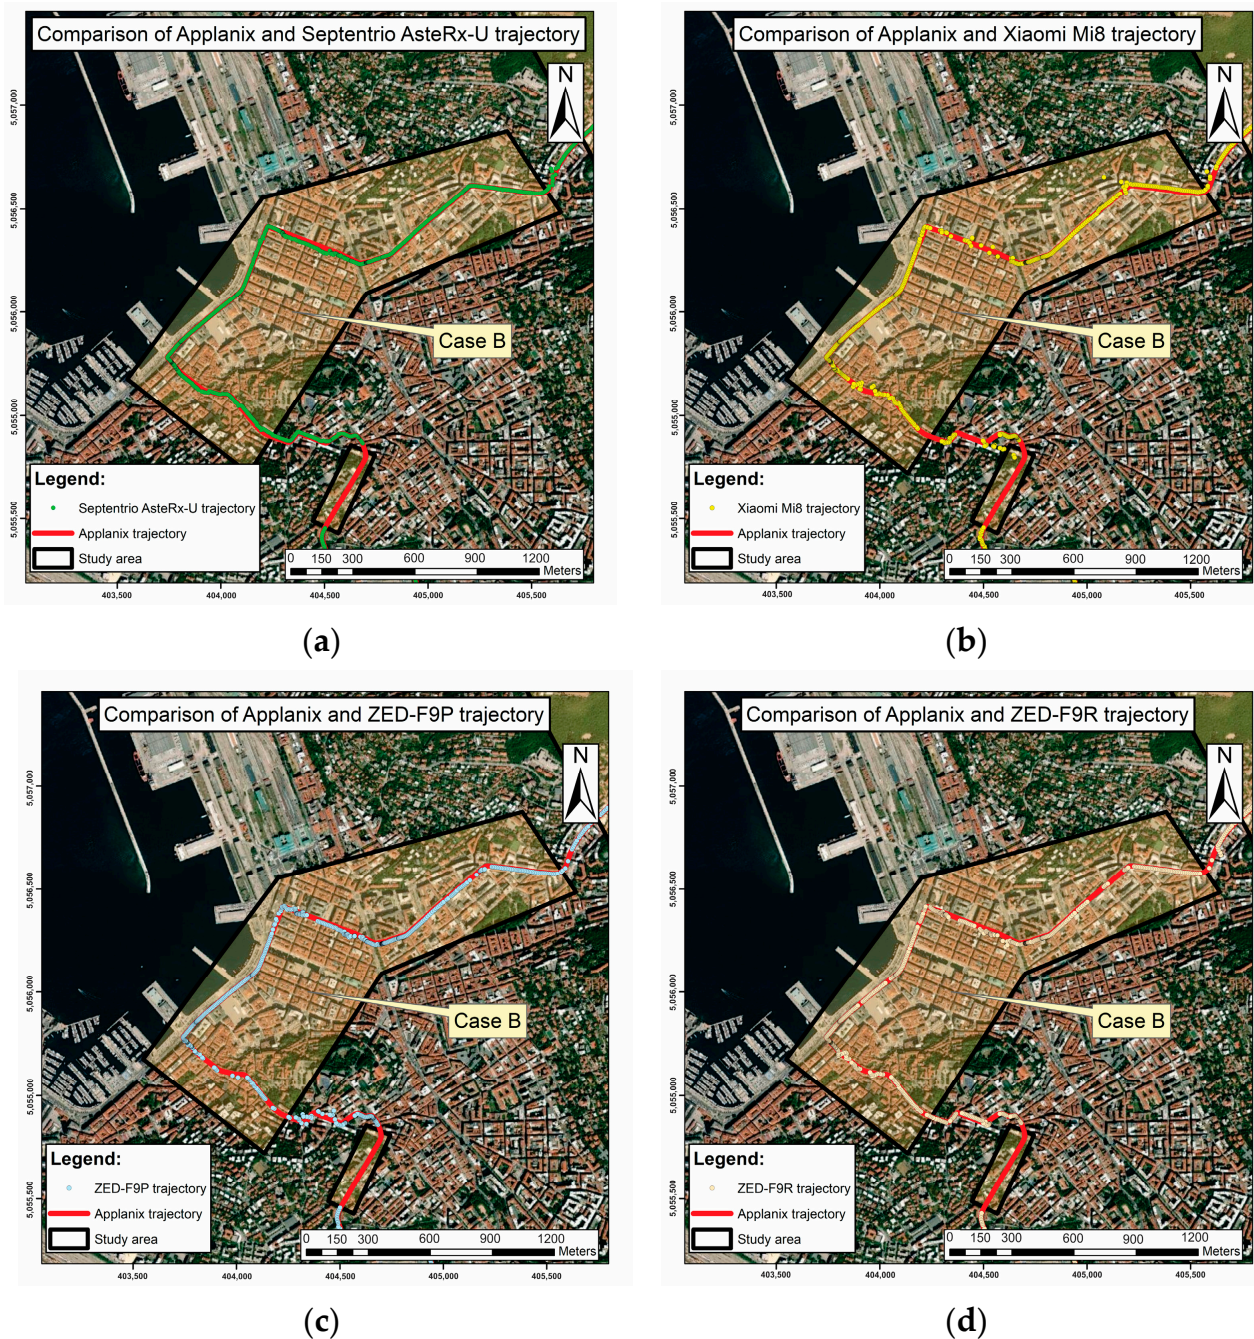 Comparison of Applanix and Septentrio AsteRx-U trajectory
N
5,057,000
5,056,500
5,056,000
5,055,000
5,055,500
Case B
Legend:
Septentrio AsteRx-U trajectory
Applanix trajectory
Study area
0 150 300 600 900 1200
Meters
403,500 404,000 404,500 405,000 405,500
(a)
Comparison of Applanix and Xiaomi Mi8 trajectory
N
5,057,000
5,056,500
5,056,000
5,055,000
5,055,500
Case B
Legend:
Xiaomi Mi8 trajectory
Applanix trajectory
Study area
0 150 300 600 900 1200
Meters
403,500 404,000 404,500 405,000 405,500
(b)
Comparison of Applanix and ZED-F9P trajectory
N
5,057,000
5,056,500
5,056,000
5,055,000
5,055,500
Case B
Legend:
ZED-F9P trajectory
Applanix trajectory
Study area
0 150 300 600 900 1200
Meters
403,500 404,000 404,500 405,000 405,500
(c)
Comparison of Applanix and ZED-F9R trajectory
N
5,057,000
5,056,500
5,056,000
5,055,000
5,055,500
Case B
Legend:
ZED-F9R trajectory
Applanix trajectory
Study area
0 150 300 600 900 1200
Meters
403,500 404,000 404,500 405,000 405,500
(d)